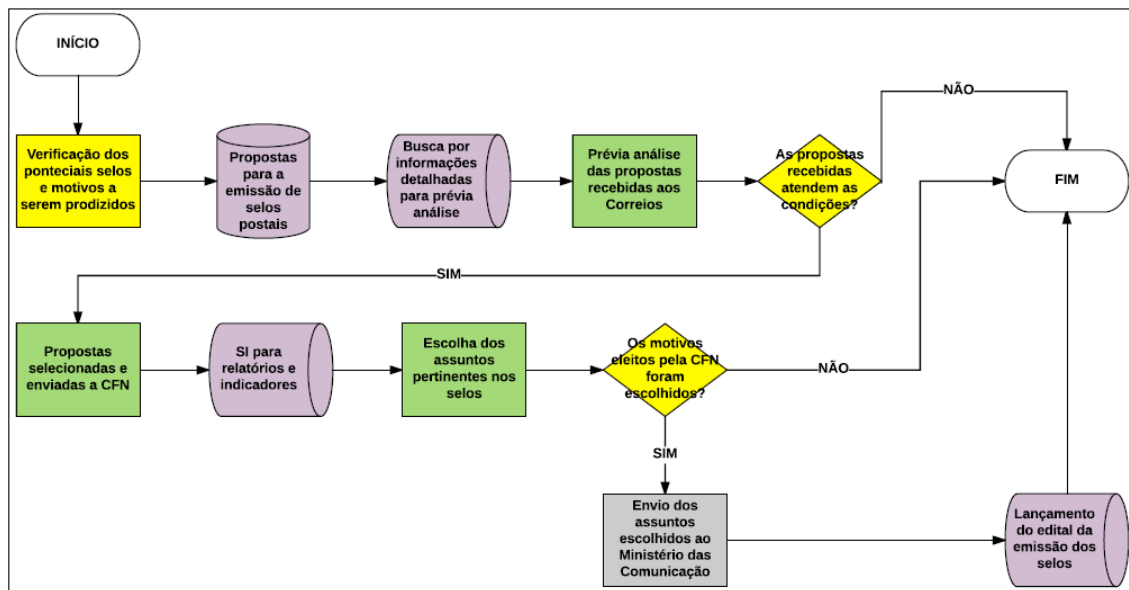 INÍCIO
NÃO
Verificação dos
ponteciais selos
e motivos a
serem prodizidos
Propostas
para a
emissão de
selos
postais
Busca por
informações
detalhadas
para prévia
análise
Prévia análise
das propostas
recebidas aos
Correios
As propostas
recebidas
atendem as
condições?
FIM
SIM
Propostas
selecionadas e
enviadas a CFN
SI para
relatórios e
indicadores
Escolha dos
assuntos
pertinentes nos
selos
Os motivos
eleitos pela CFN
foram
escolhidos?
NÃO
SIM
Envio dos
assuntos
escolhidos ao
Ministério das
Comunicação
Lançamento
do edital da
emissão dos
selos